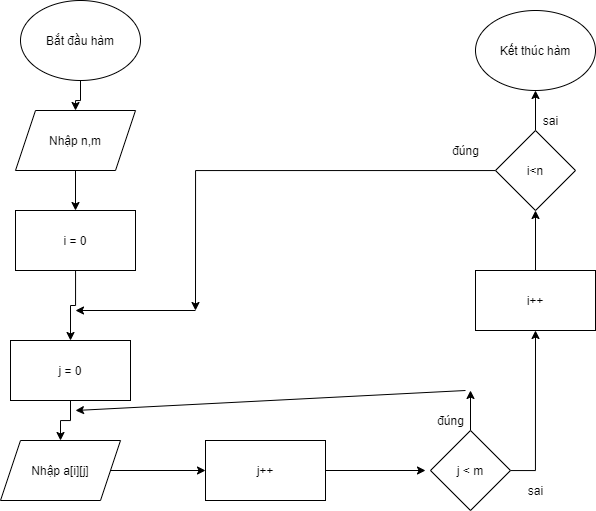 Bắt đầu hàm
Nhập n,m
i = 0
j = 0
Nhập a[i][j]
j++
j < m
đúng
sai
i++
i<n
đúng
sai
Kết thúc hàm